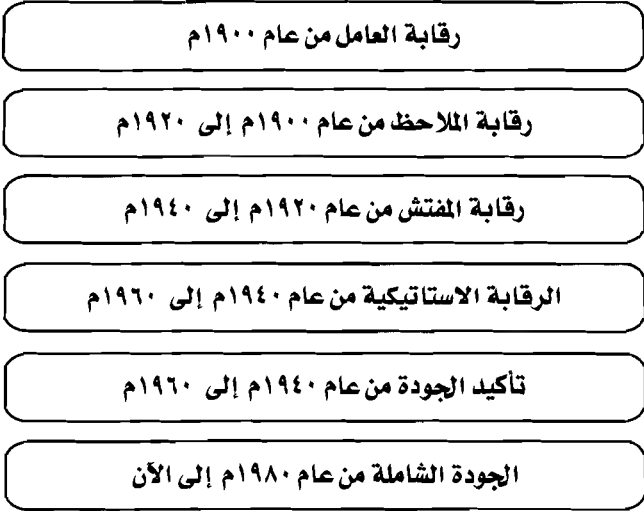 رقابة العامل من عام ١٩٠٠م
رقابة الملاحظ من عام ١٩٠٠م إلى ١٩٢٠م
رقابة المفتش من عام ١٩٢٠م إلى ١٩٤٠م
الرقابة الاستاتيكية من عام ١٩٤٠م إلى ١٩٦٠م
تأكيد الجودة من عام ١٩٤٠م إلى ١٩٦٠م
الجودة الشاملة من عام ١٩٨٠م إلى الآن